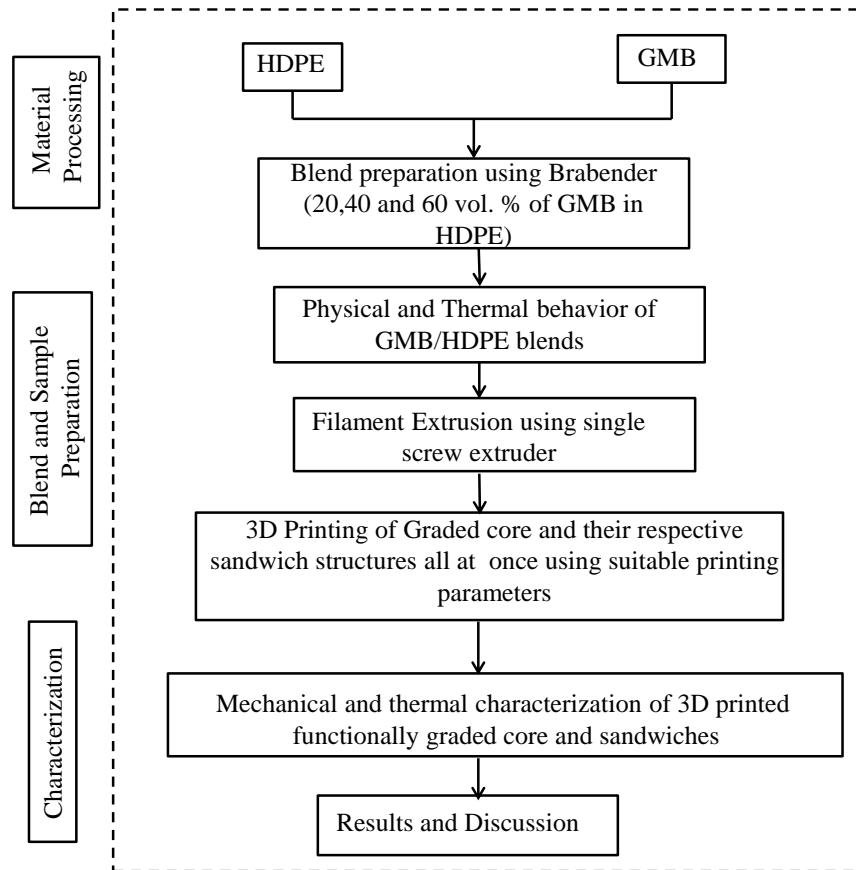 Material
Processing
HDPE
GMB
Blend preparation using Brabender
(20,40 and 60 vol. % of GMB in
HDPE)
Blend and Sample
Preparation
Physical and Thermal behavior of
GMB/HDPE blends
Filament Extrusion using single
screw extruder
3D Printing of Graded core and their respective
sandwich structures all at once using suitable printing
parameters
Characterization
Mechanical and thermal characterization of 3D printed
functionally graded core and sandwiches
Results and Discussion